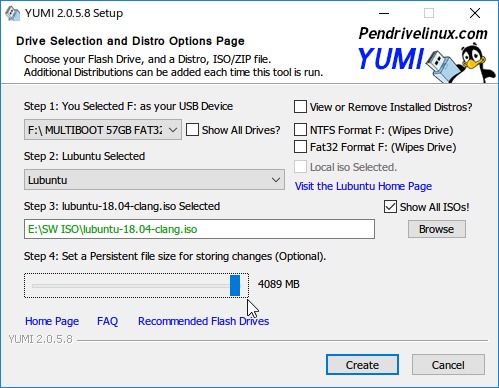 YUMI 2.0.5.8 Setup
Drive Selection and Distro Options Page
Choose your Flash Drive, and a Distro, ISO/ZIP file.
Additional Distributions can be added each time this tool is run.
Pendrivelinux.com
YUMI
Step 1: You Selected F: as your USB Device
F:\ MULTIBOOT 57GB FAT32
Show All Drives?
View or Remove Installed Distros?
NTFS Format F: (Wipes Drive)
Fat32 Format F: (Wipes Drive)
Step 2: Lubuntu Selected
Local iso Selected.
Lubuntu
Visit the Lubuntu Home Page
Step 3: lubuntu-18.04-clang.iso Selected
Show All ISOs!
E:\SW ISO\lubuntu-18.04-clang.iso
Browse
Step 4: Set a Persistent file size for storing changes (Optional).
4089 MB
Home Page FAQ Recommended Flash Drives
YUMI 2.0.5.8
Create Cancel